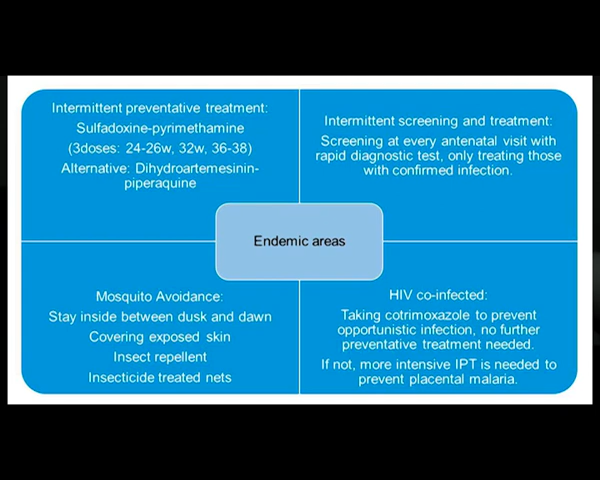 Intermittent preventative treatment:
Sulfadoxine-pyrimethamine
(3doses: 24-26w, 32w, 36-38)
Alternative: Dihydroartemesinin-
piperaquine
Intermittent screening and treatment:
Screening at every antenatal visit with
rapid diagnostic test, only treating those
with confirmed infection.
Endemic areas
Mosquito Avoidance:
Stay inside between dusk and dawn
Covering exposed skin
Insect repellent
Insecticide treated nets
HIV co-infected:
Taking cotrimoxazole to prevent
opportunistic infection, no further
preventative treatment needed.
If not, more intensive IPT is needed to
prevent placental malaria.